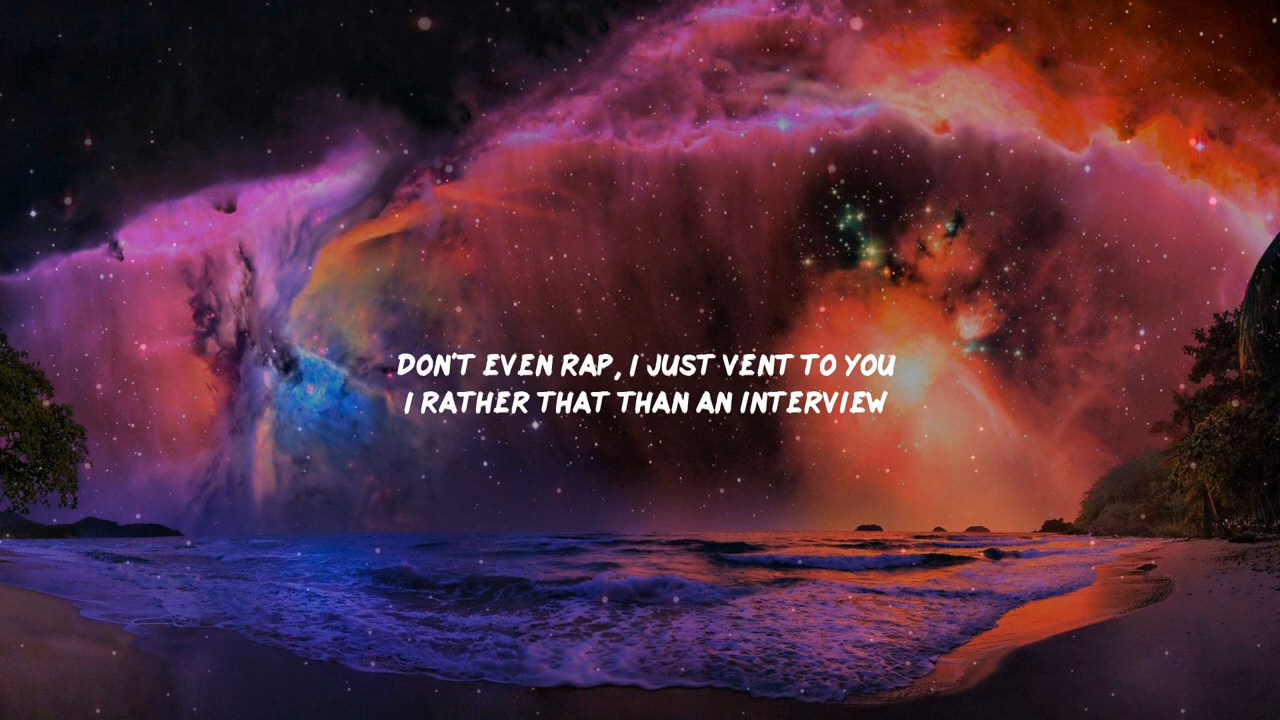 DON'T EVEN RAP, I JUST VENT TO YOU
I RATHER THAT THAN AN INTERVIEW